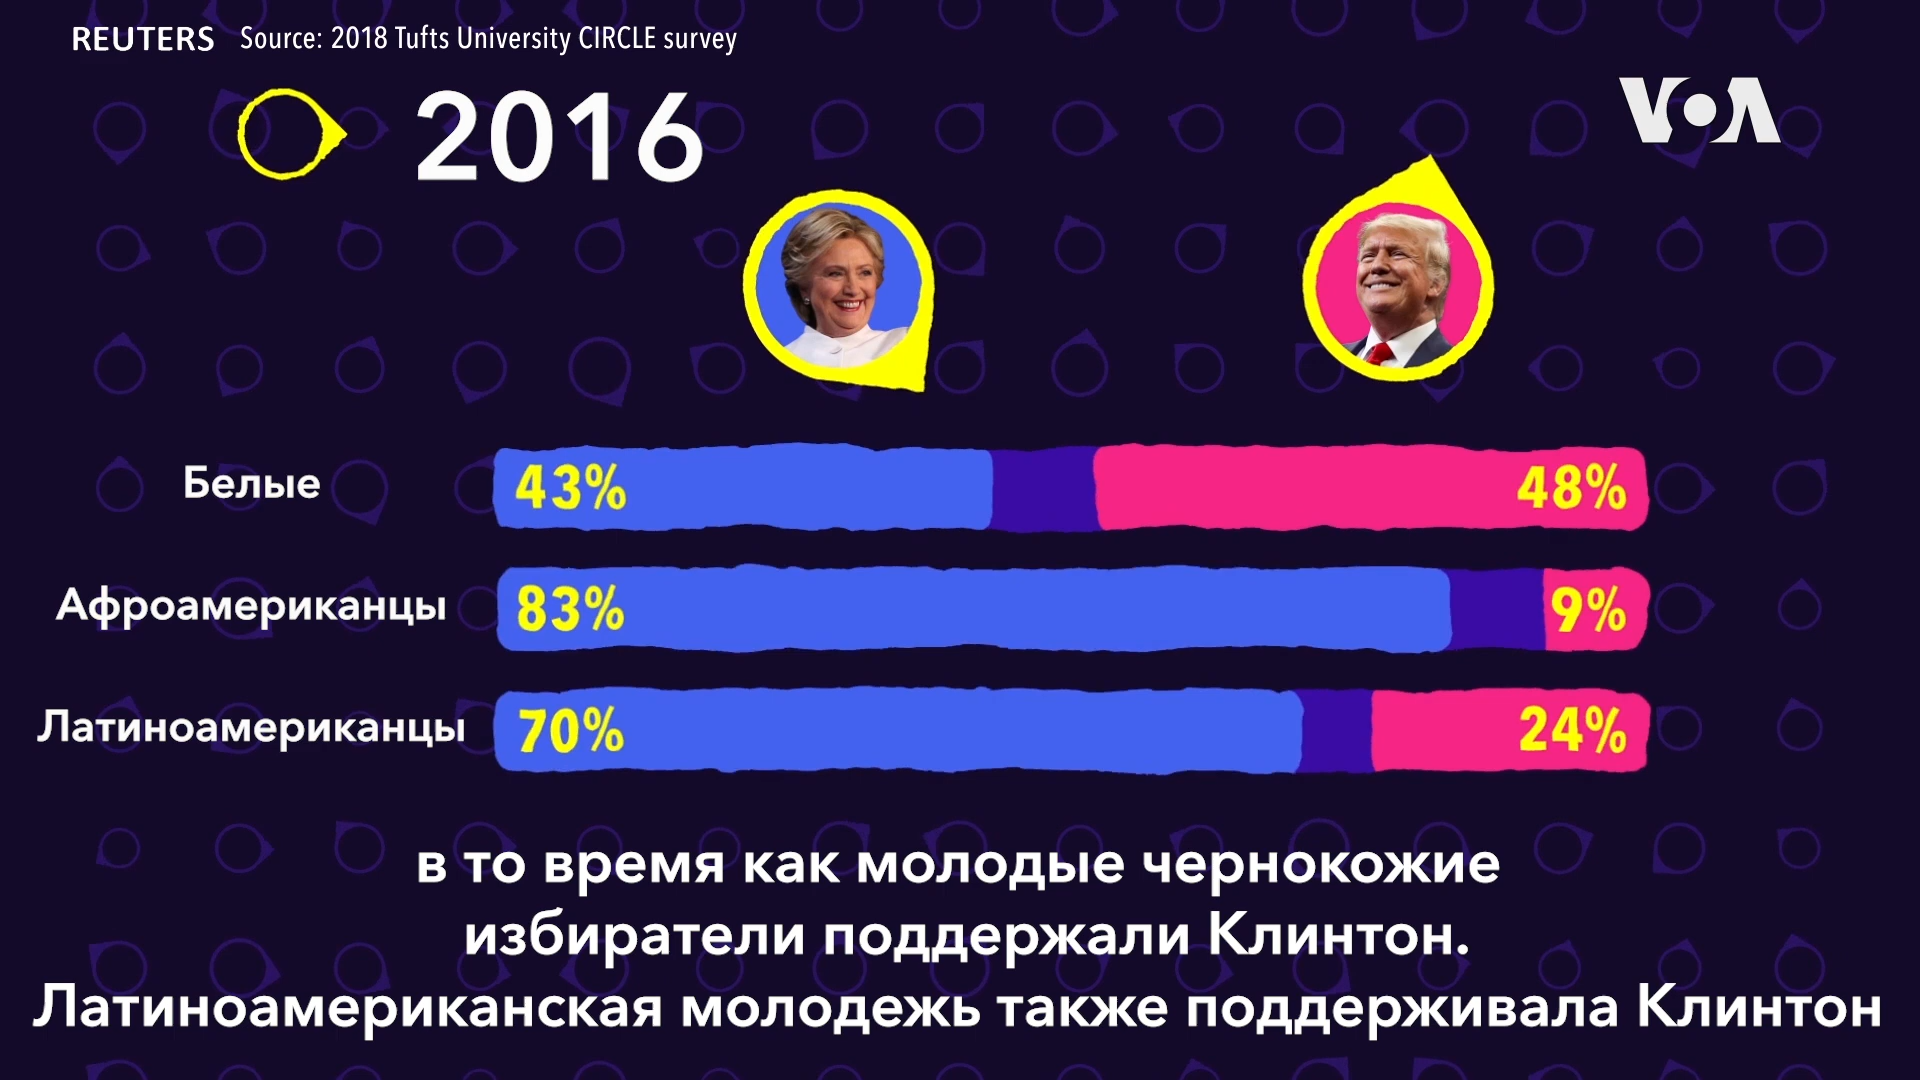 REUTERS Source: 2018 Tufts University CIRCLE survey
2016
VOA
Белые 43% 48%
Афроамериканцы 83% 9%
Латиноамериканцы 70% 24%
в то время как молодые чернокожие
избиратели поддержали Клинтон.
Латиноамериканская молодежь также поддерживала Клинтон